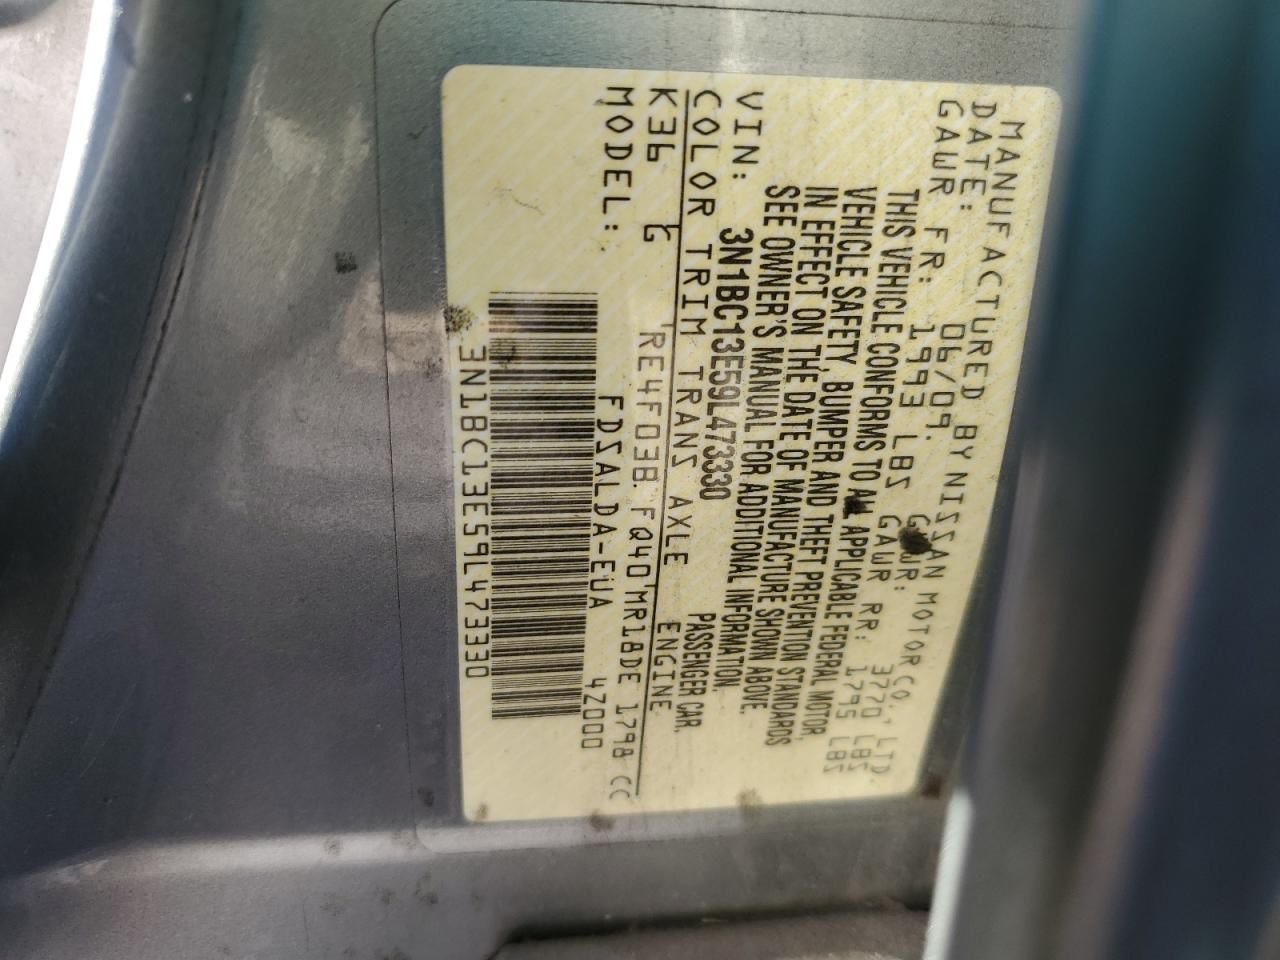 MANUFACTURED BY NISSAN MOTOR CO., LTD.
DATE: 06/09. GVWR: 3770 LBS
GAWR FR: 1993 LBS GAWR RR: 1795 LBS
THIS VEHICLE CONFORMS TO ALL APPLICABLE FEDERAL MOTOR
VEHICLE SAFETY, BUMPER AND THEFT PREVENTION STANDARDS
IN EFFECT ON THE DATE OF MANUFACTURE SHOWN ABOVE.
SEE OWNER'S MANUAL FOR ADDITIONAL INFORMATION.
VIN: 3N1BC13E59L473330 PASSENGER CAR.
COLOR TRIM TRANS AXLE ENGINE
K36 G RE4F03B. FQ40 MR18DE 1798 CC
MODEL: FDSALDA-EUA 4Z000
3N1BC13E59L473330